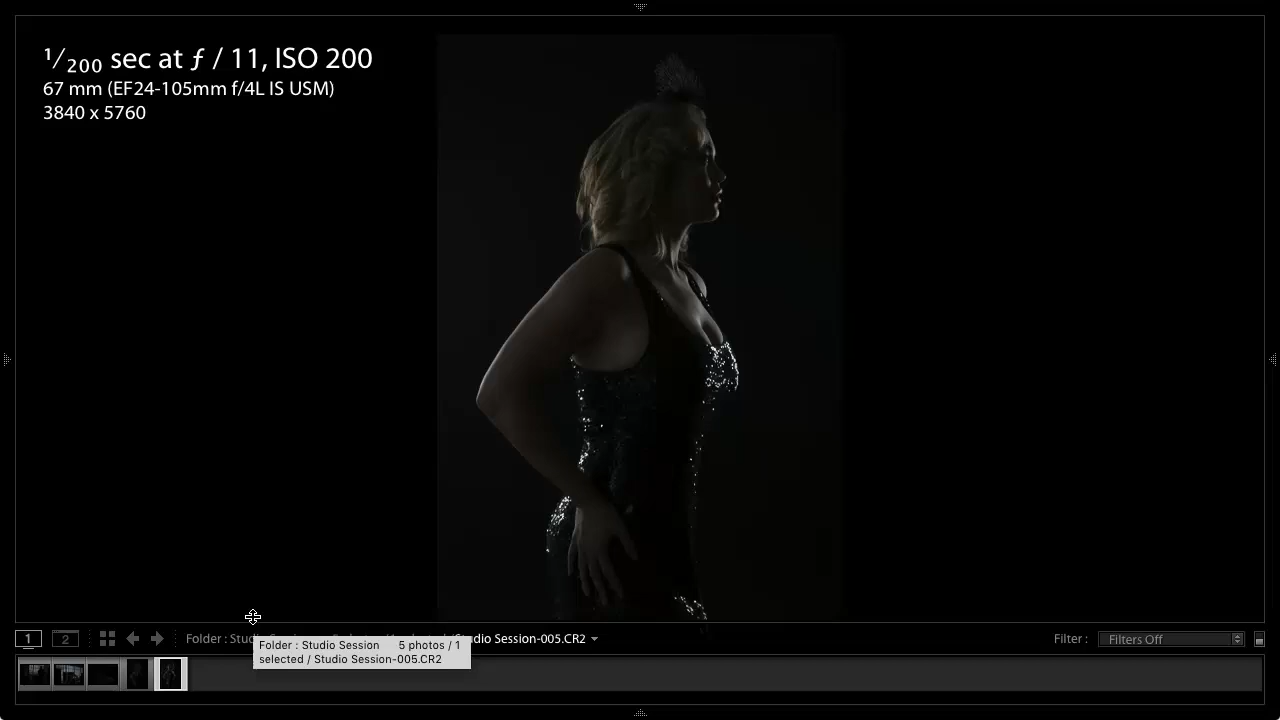 ¹⁄₂₀₀ sec at ƒ / 11, ISO 200
67 mm (EF24-105mm f/4L IS USM)
3840 x 5760
1
2
Folder : Stud
Studio Session-005.CR2
Filter :
Filters Off
Folder : Studio Session 5 photos / 1
selected / Studio Session-005.CR2